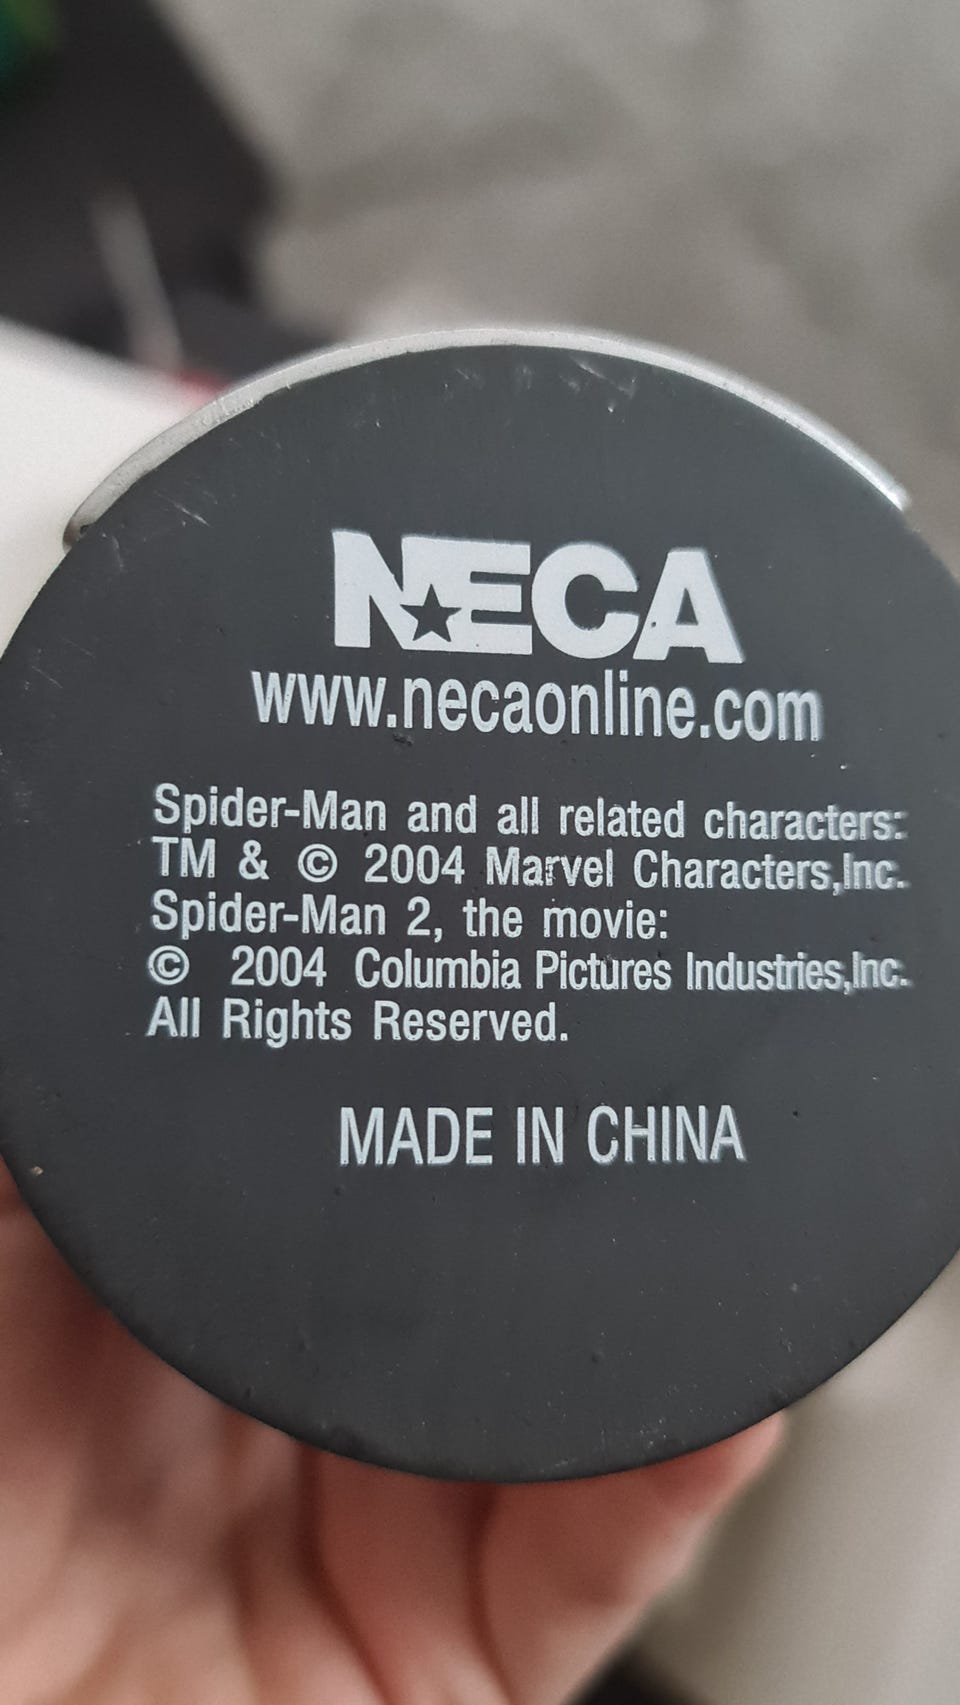 NECA
www.necaonline.com
Spider-Man and all related characters:
TM & © 2004 Marvel Characters,Inc.
Spider-Man 2, the movie:
© 2004 Columbia Pictures Industries,Inc.
All Rights Reserved.
MADE IN CHINA